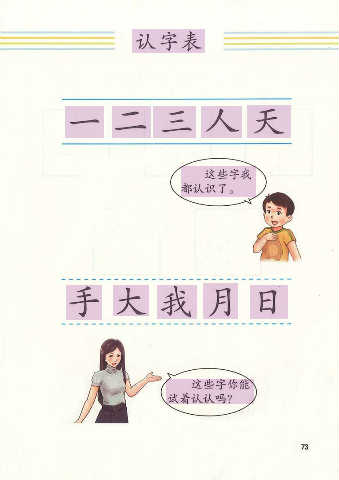 认字表
一 二 三 人 天
这些字我
都认识了。
手 大 我 月 日
这些字你能
试着认认吗？
73